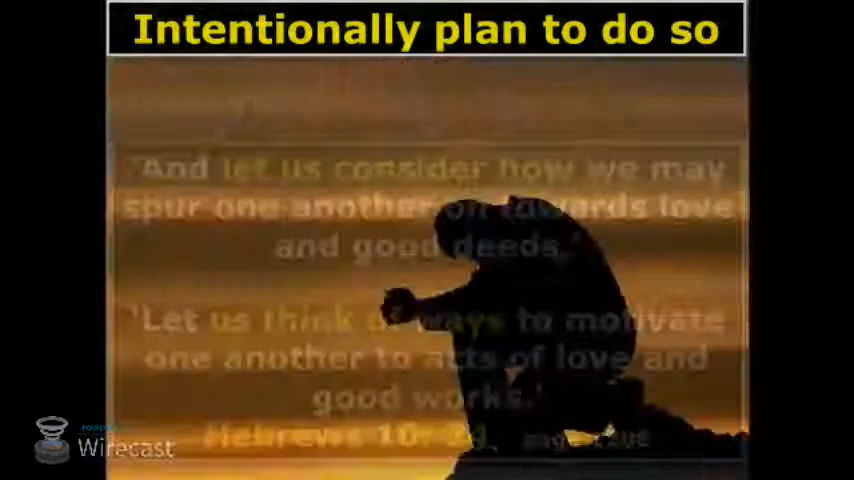 Intentionally plan to do so
'And let us consider how we may
spur one another on towards love
and good deeds.'
'Let us think of ways to motivate
one another to acts of love and
good works.'
Hebrews 10: 24
Wirecast